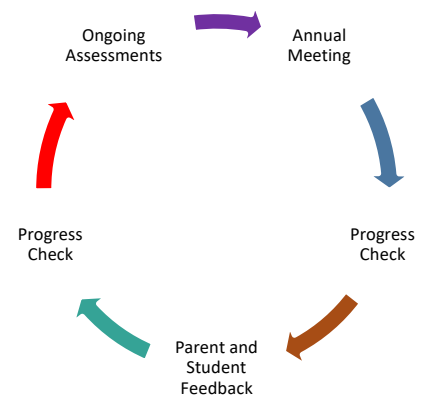 Ongoing
Assessments
Annual
Meeting
Progress
Check
Progress
Check
Parent and
Student
Feedback